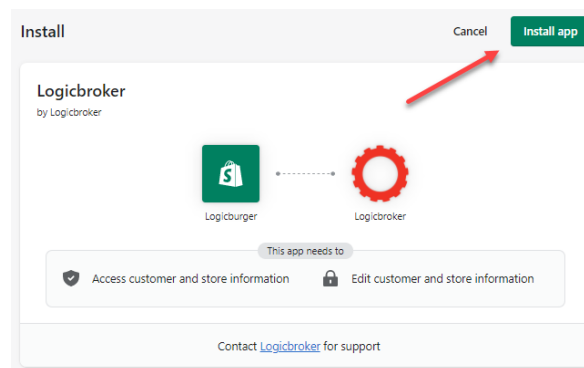 Install Cancel Install app
Logicbroker
by Logicbroker
Logicburger Logicbroker
This app needs to
Access customer and store information Edit customer and store information
Contact Logicbroker for support